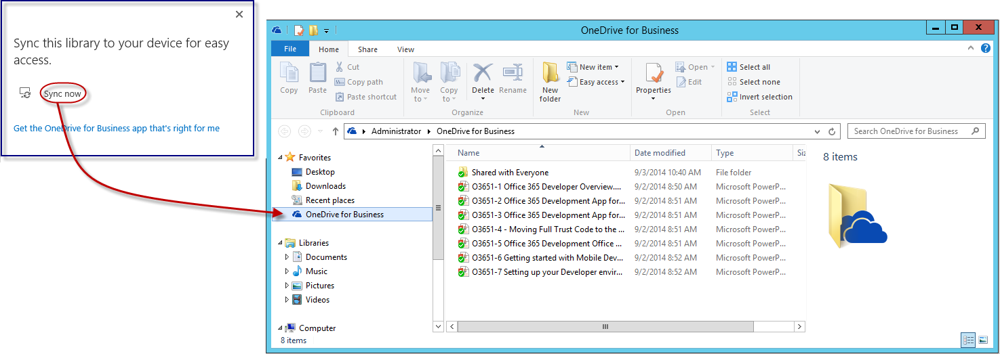 Sync this library to your device for easy
access.
Sync now
Get the OneDrive for Business app that's right for me
OneDrive for Business
File Home Share View
Copy
Paste
Cut
Copy path
Paste shortcut
Clipboard
Move
to
Copy
to
Delete
Rename
Organize
New
folder
New item
Easy access
New
Properties
Open
Edit
Open
Select all
Select none
Invert selection
Select
Administrator OneDrive for Business
Search OneDrive for Business
Favorites
Desktop
Downloads
Recent places
OneDrive for Business
Libraries
Documents
Music
Pictures
Videos
Computer
Name Date modified Type Siz
Shared with Everyone 9/3/2014 10:40 AM File folder
O3651-1 Office 365 Developer Overview.... 9/2/2014 8:50 AM Microsoft PowerP...
O3651-2 Office 365 Development App for... 9/2/2014 8:51 AM Microsoft PowerP...
O3651-3 Office 365 Development App for... 9/2/2014 8:51 AM Microsoft PowerP...
O3651-4 - Moving Full Trust Code to the ... 9/2/2014 8:51 AM Microsoft PowerP...
O3651-5 Office 365 Development Office ... 9/2/2014 8:51 AM Microsoft PowerP...
O3651-6 Getting started with Mobile Dev... 9/2/2014 8:52 AM Microsoft PowerP...
O3651-7 Setting up your Developer envir... 9/2/2014 8:52 AM Microsoft PowerP...
8 items
8 items